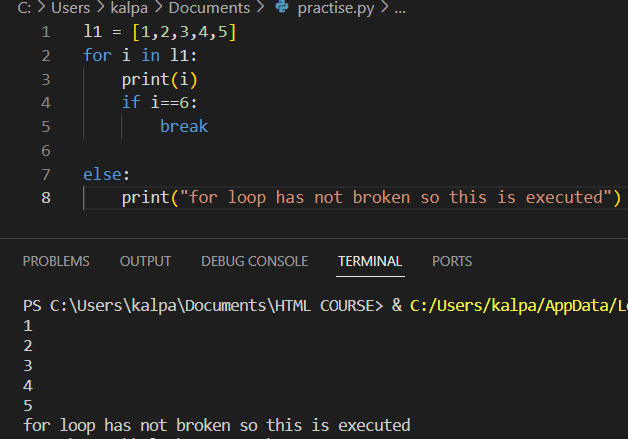 C: > Users > kalpa > Documents > practise.py > ...
1 l1 = [1,2,3,4,5]
2 for i in l1:
3     print(i)
4     if i==6:
5         break
6
7 else:
8     print("for loop has not broken so this is executed")
PROBLEMS OUTPUT DEBUG CONSOLE TERMINAL PORTS
PS C:\Users\kalpa\Documents\HTML COURSE> & C:/Users/kalpa/AppData/
1
2
3
4
5
for loop has not broken so this is executed